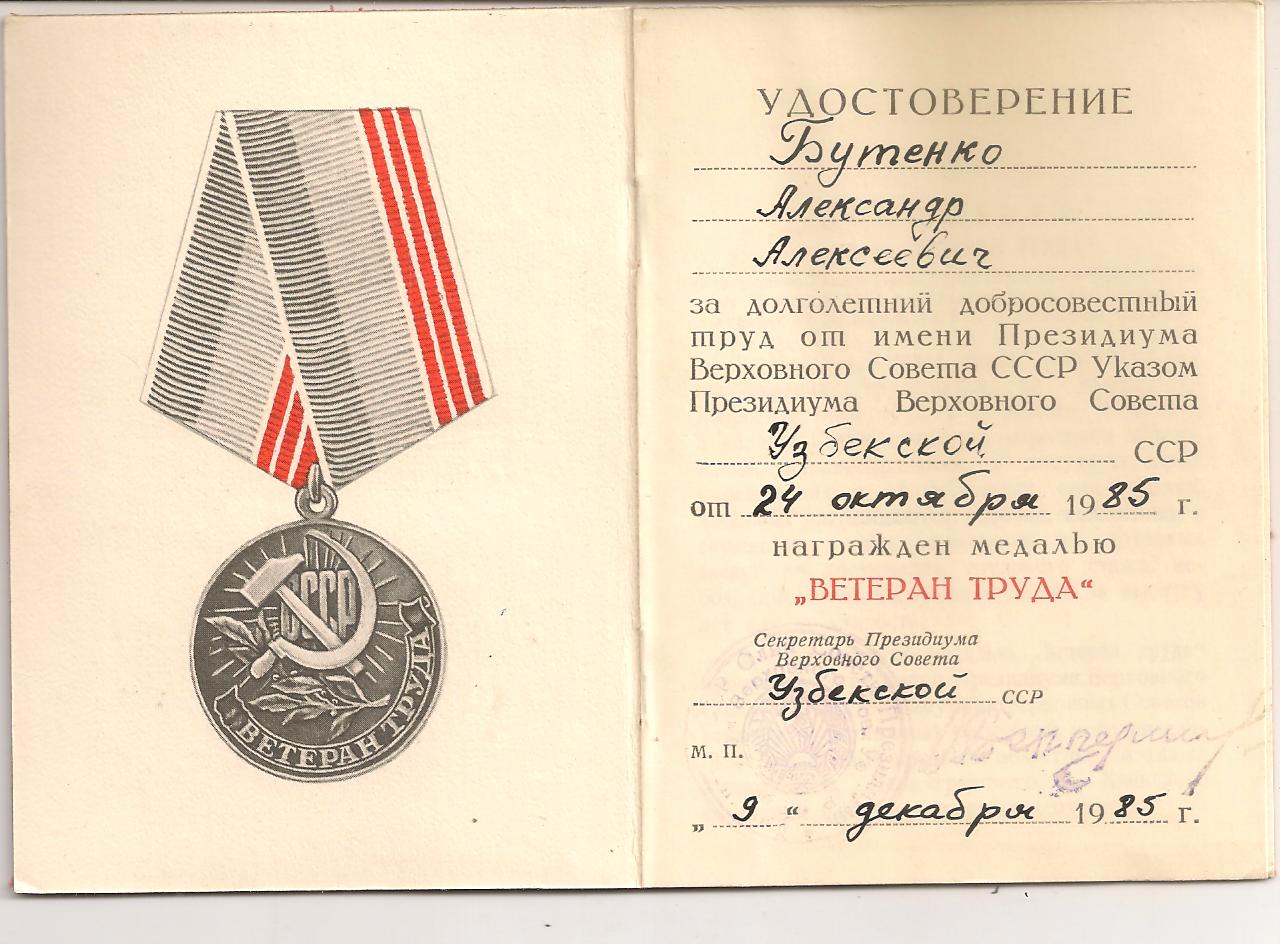 СССР
ВЕТЕРАН ТРУДА
УДОСТОВЕРЕНИЕ
Бутенко
Александр
Алексеевич
за долголетний добросовестный
труд от имени Президиума
Верховного Совета СССР Указом
Президиума Верховного Совета
Узбекской ССР
от 24 октября 1985 г.
награжден медалью
„ВЕТЕРАН ТРУДА“
Секретарь Президиума
Верховного Совета
Узбекской ССР
М. П.
„ 9 “ декабря 1985 г.